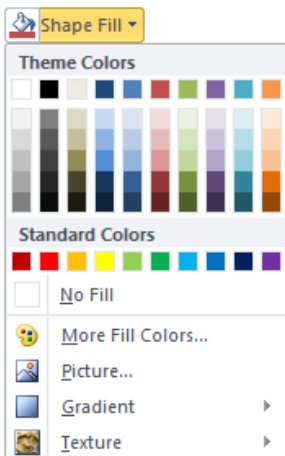 Shape Fill
Theme Colors
Standard Colors
No Fill
More Fill Colors...
Picture...
Gradient
Texture